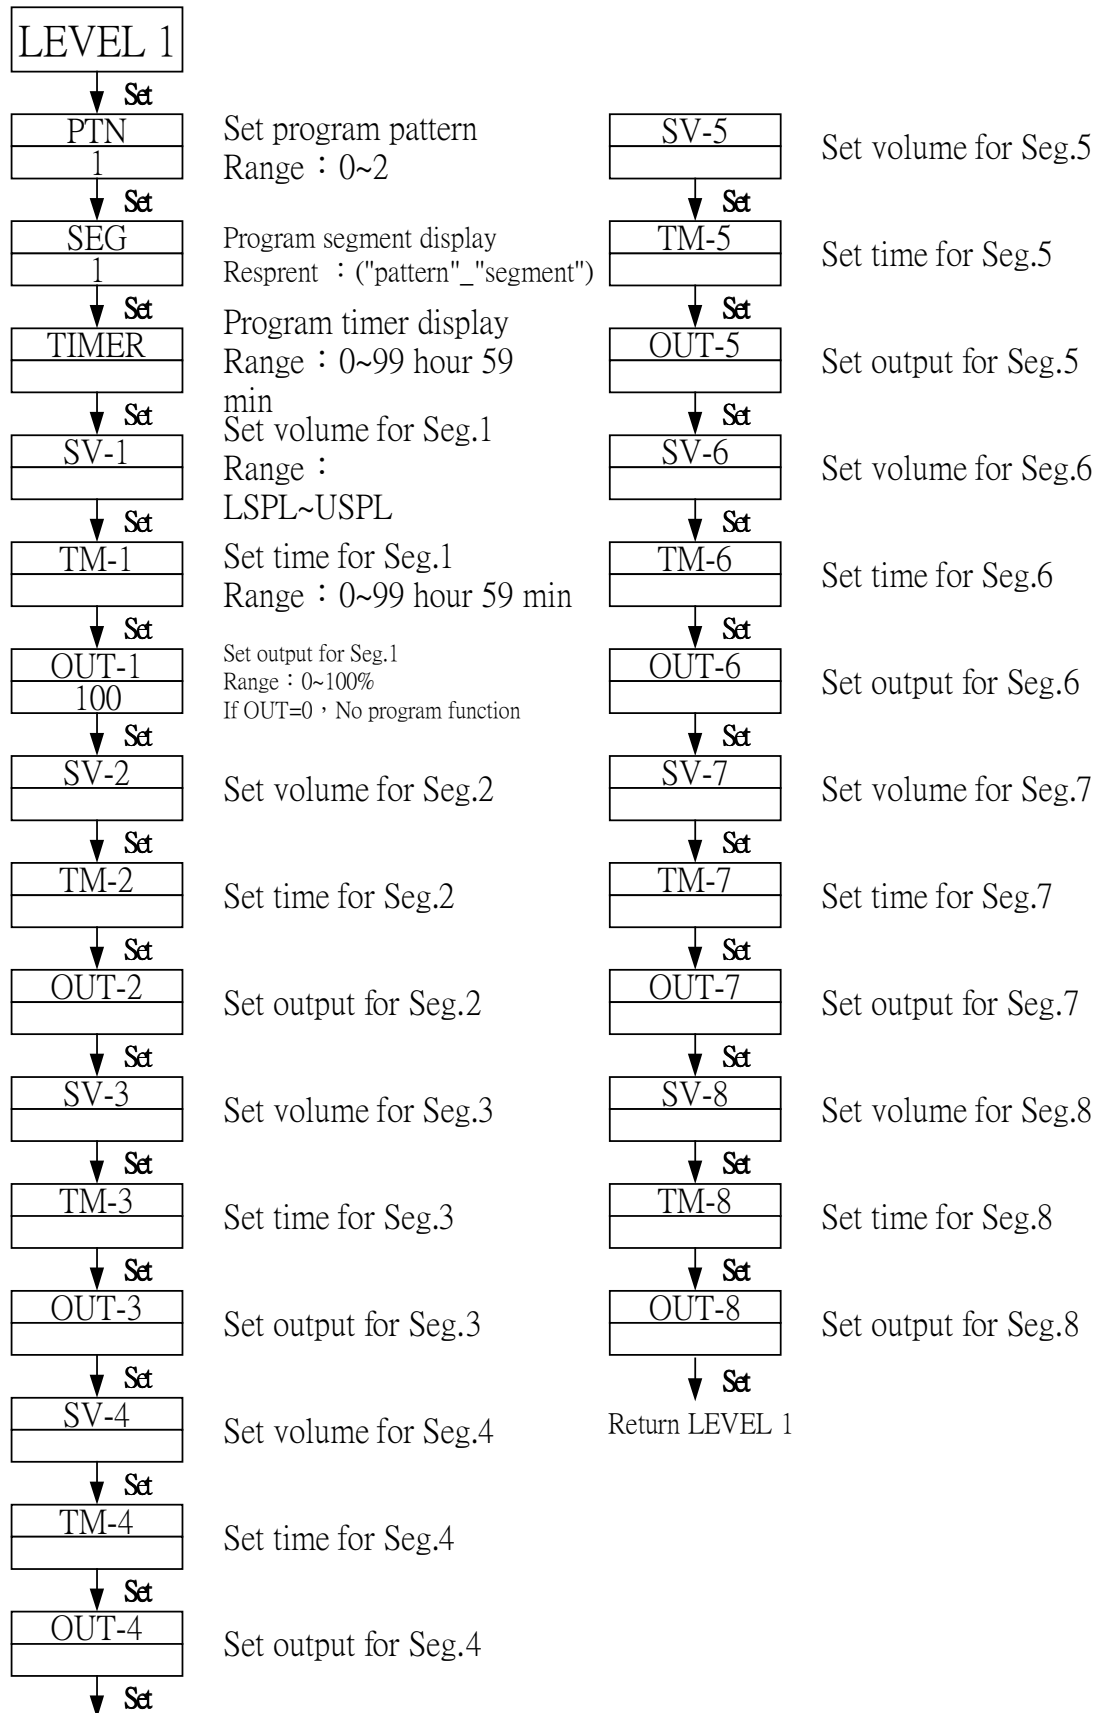 LEVEL 1
Set
PTN
1
Set program pattern
Range：0~2
Set
SEG
1
Program segment display
Resprent ：("pattern"_"segment")
Set
TIMER
Program timer display
Range：0~99 hour 59
min
Set
SV-1
Set volume for Seg.1
Range：
LSPL~USPL
Set
TM-1
Set time for Seg.1
Range：0~99 hour 59 min
Set
OUT-1
100
Set output for Seg.1
Range：0~100%
If OUT=0，No program function
Set
SV-2
Set volume for Seg.2
Set
TM-2
Set time for Seg.2
Set
OUT-2
Set output for Seg.2
Set
SV-3
Set volume for Seg.3
Set
TM-3
Set time for Seg.3
Set
OUT-3
Set output for Seg.3
Set
SV-4
Set volume for Seg.4
Set
TM-4
Set time for Seg.4
Set
OUT-4
Set output for Seg.4
Set
SV-5
Set volume for Seg.5
Set
TM-5
Set time for Seg.5
Set
OUT-5
Set output for Seg.5
Set
SV-6
Set volume for Seg.6
Set
TM-6
Set time for Seg.6
Set
OUT-6
Set output for Seg.6
Set
SV-7
Set volume for Seg.7
Set
TM-7
Set time for Seg.7
Set
OUT-7
Set output for Seg.7
Set
SV-8
Set volume for Seg.8
Set
TM-8
Set time for Seg.8
Set
OUT-8
Set output for Seg.8
Set
Return LEVEL 1